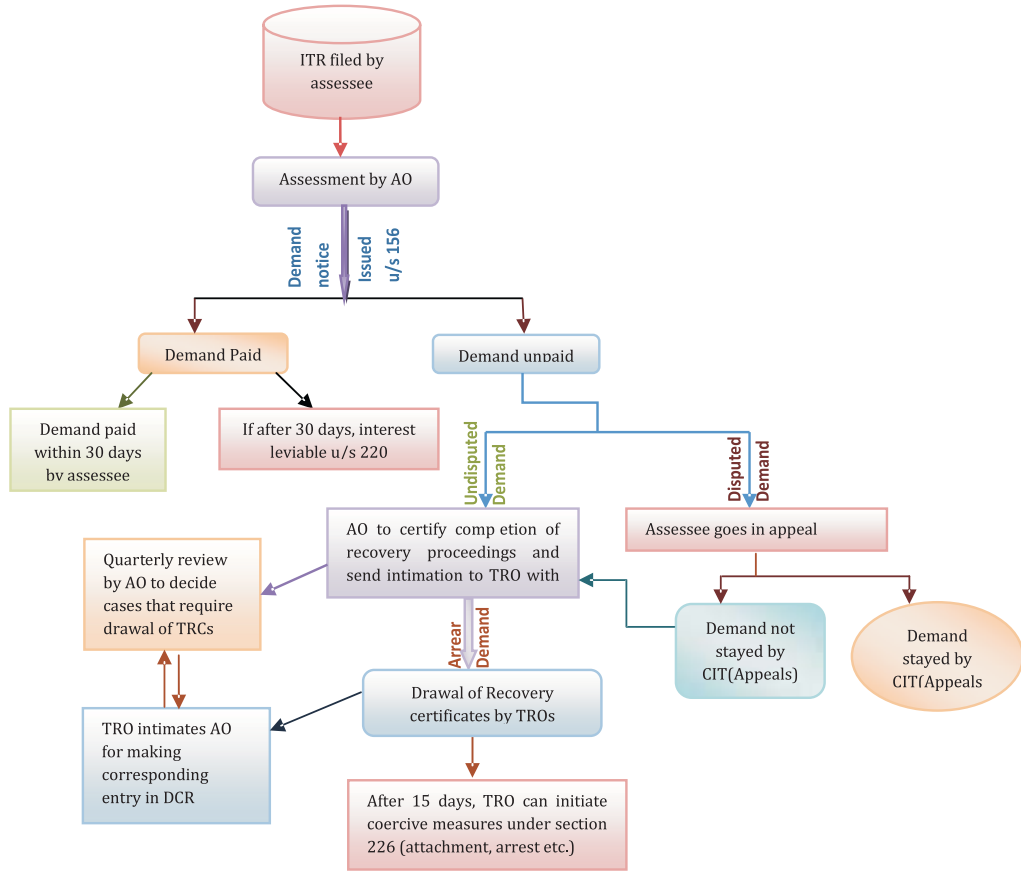 ITR filed by
assessee
Assessment by AO
Demand
notice
Issued
u/s 156
Demand Paid
Demand unpaid
Demand paid
within 30 days
by assessee
If after 30 days, interest
leviable u/s 220
Undisputed
Demand
Disputed
Demand
AO to certify comp etion of
recovery proceedings and
send intimation to TRO with
Assessee goes in appeal
Quarterly review
by AO to decide
cases that require
drawal of TRCs
Arrear
Demand
Demand not
stayed by
CIT(Appeals)
Demand
stayed by
CIT(Appeals
Drawal of Recovery
certificates by TROs
TRO intimates AO
for making
corresponding
entry in DCR
After 15 days, TRO can initiate
coercive measures under section
226 (attachment, arrest etc.)